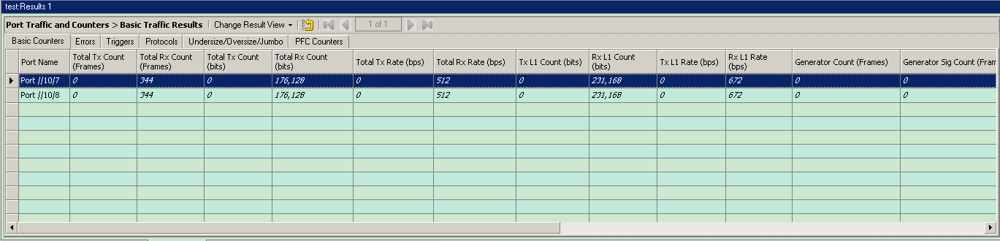 test:Results 1
Port Traffic and Counters > Basic Traffic Results Change Result View 1 of 1
Basic Counters Errors Triggers Protocols Undersize/Oversize/Jumbo PFC Counters
Port Name Total Tx Count (Frames) Total Rx Count (Frames) Total Tx Count (bits) Total Rx Count (bits) Total Tx Rate (bps) Total Rx Rate (bps) Tx L1 Count (bits) Rx L1 Count (bits) Tx L1 Rate (bps) Rx L1 Rate (bps) Generator Count (Frames) Generator Sig Count (Fram
Port //10/7 0 344 0 176,128 0 512 0 231,168 0 672 0 0
Port //10/8 0 344 0 176,128 0 512 0 231,168 0 672 0 0